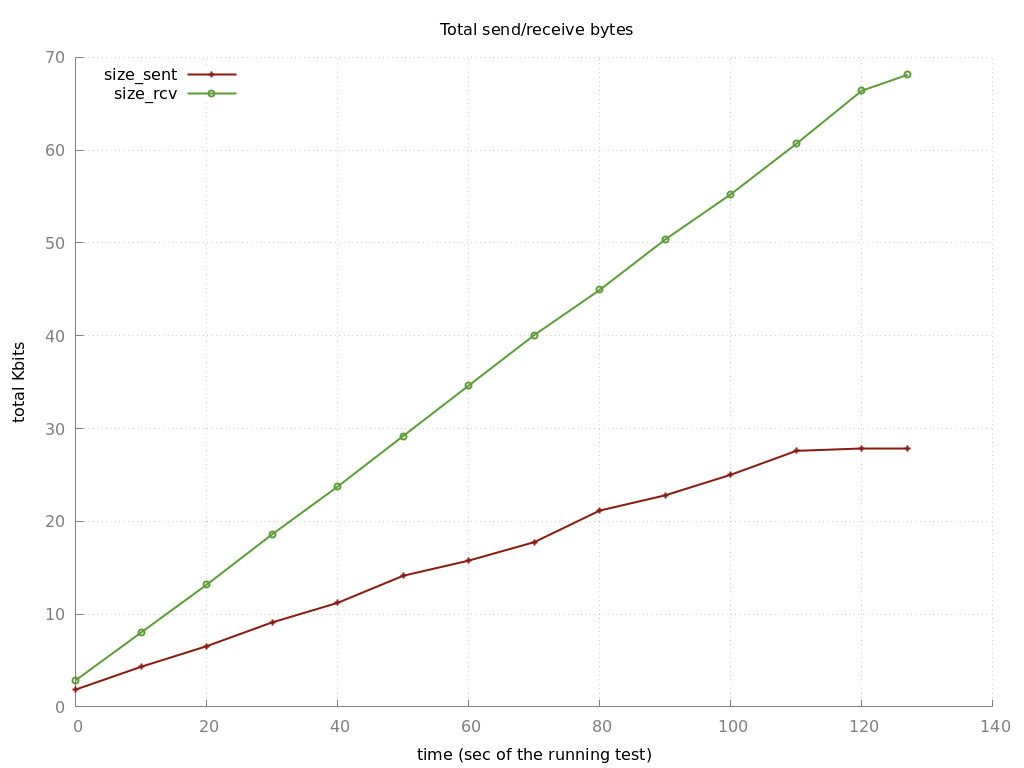 Total send/receive bytes
size_sent
size_rcv
70
60
50
40
30
20
10
0
total Kbits
0 20 40 60 80 100 120 140
time (sec of the running test)